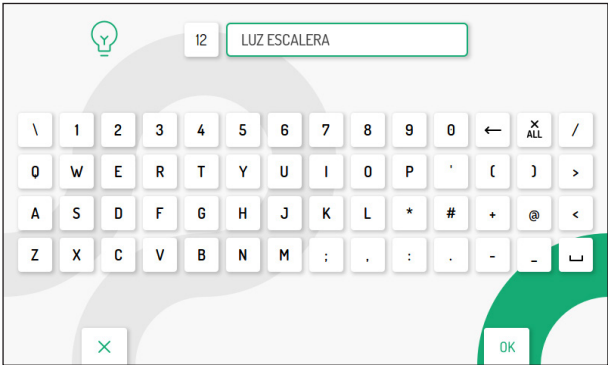 12 LUZ ESCALERA
\ 1 2 3 4 5 6 7 8 9 0 ← × ALL /
Q W E R T Y U I O P ' ( ) >
A S D F G H J K L * # + @ <
Z X C V B N M ; , : . - _ ⎵
× OK